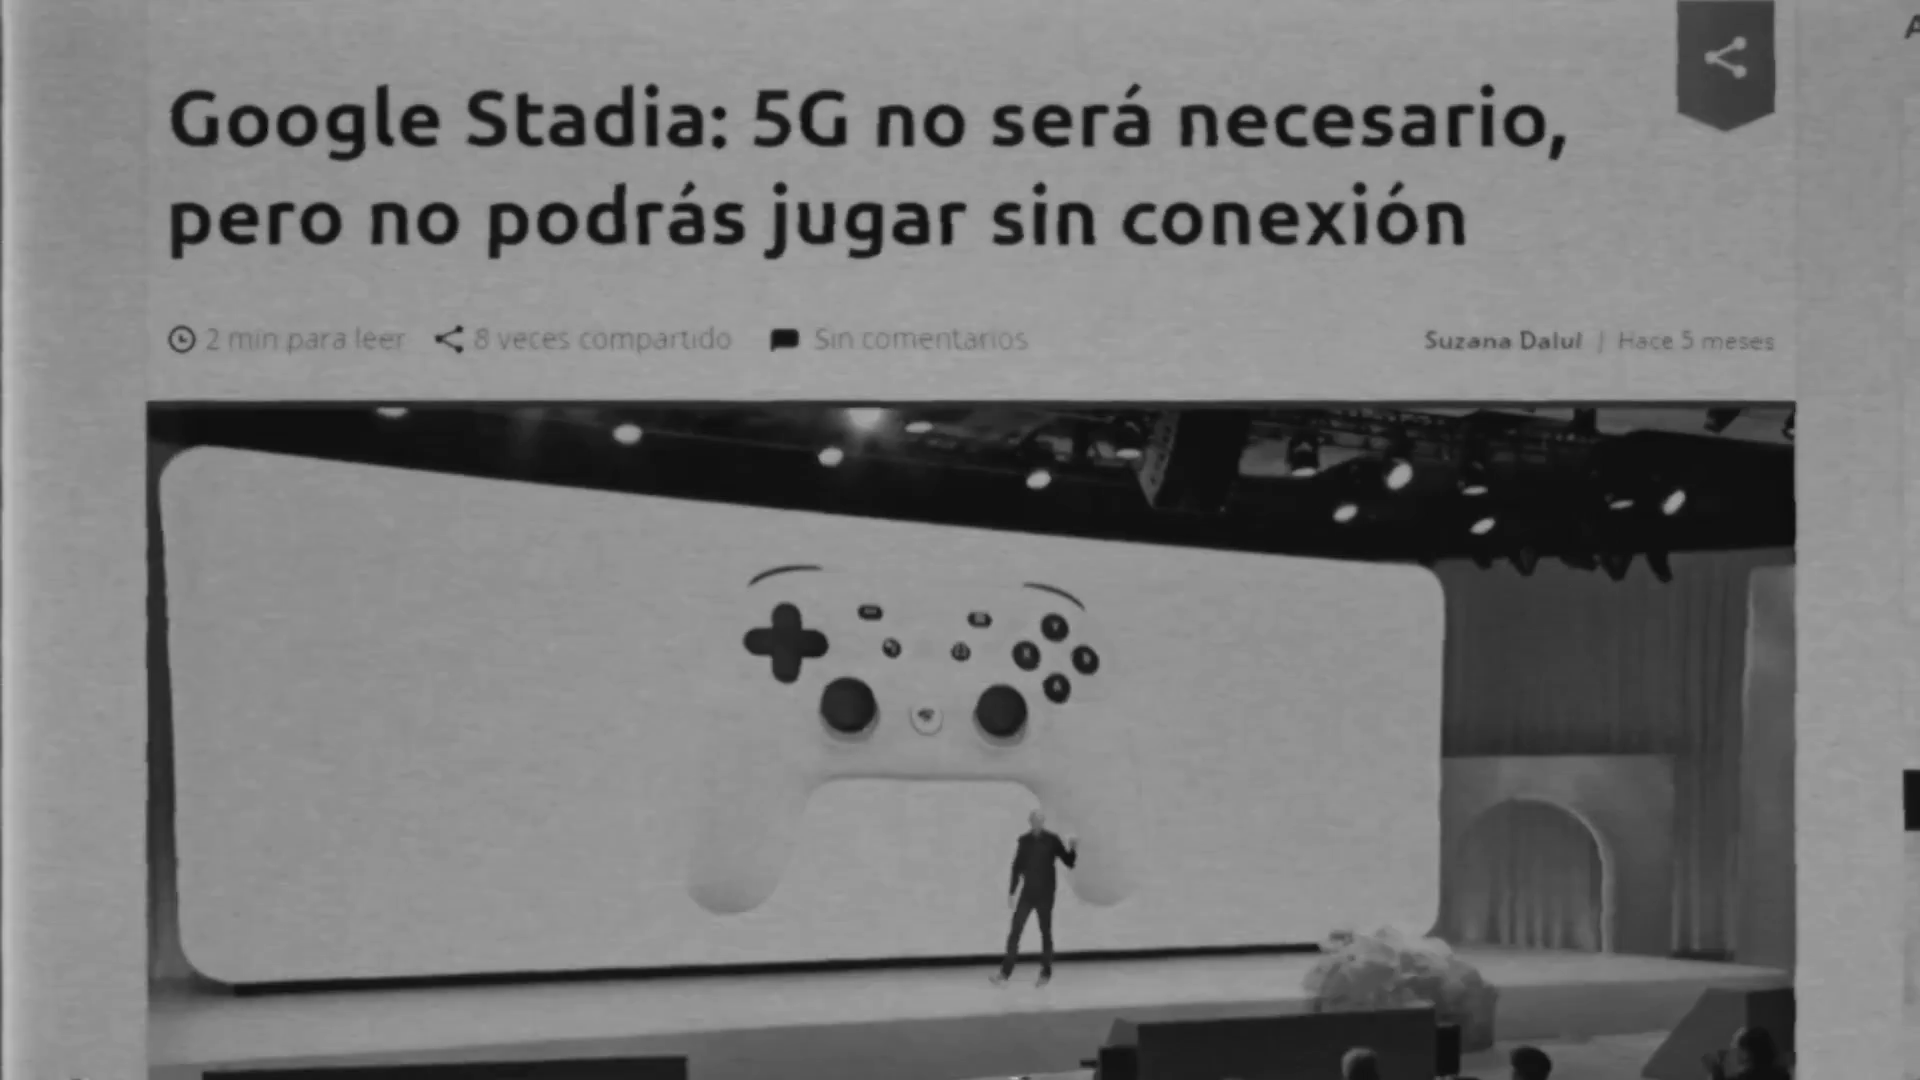 Google Stadia: 5G no será necesario,
pero no podrás jugar sin conexión
2 min para leer 8 veces compartido Sin comentarios Suzana Dalul | Hace 5 meses